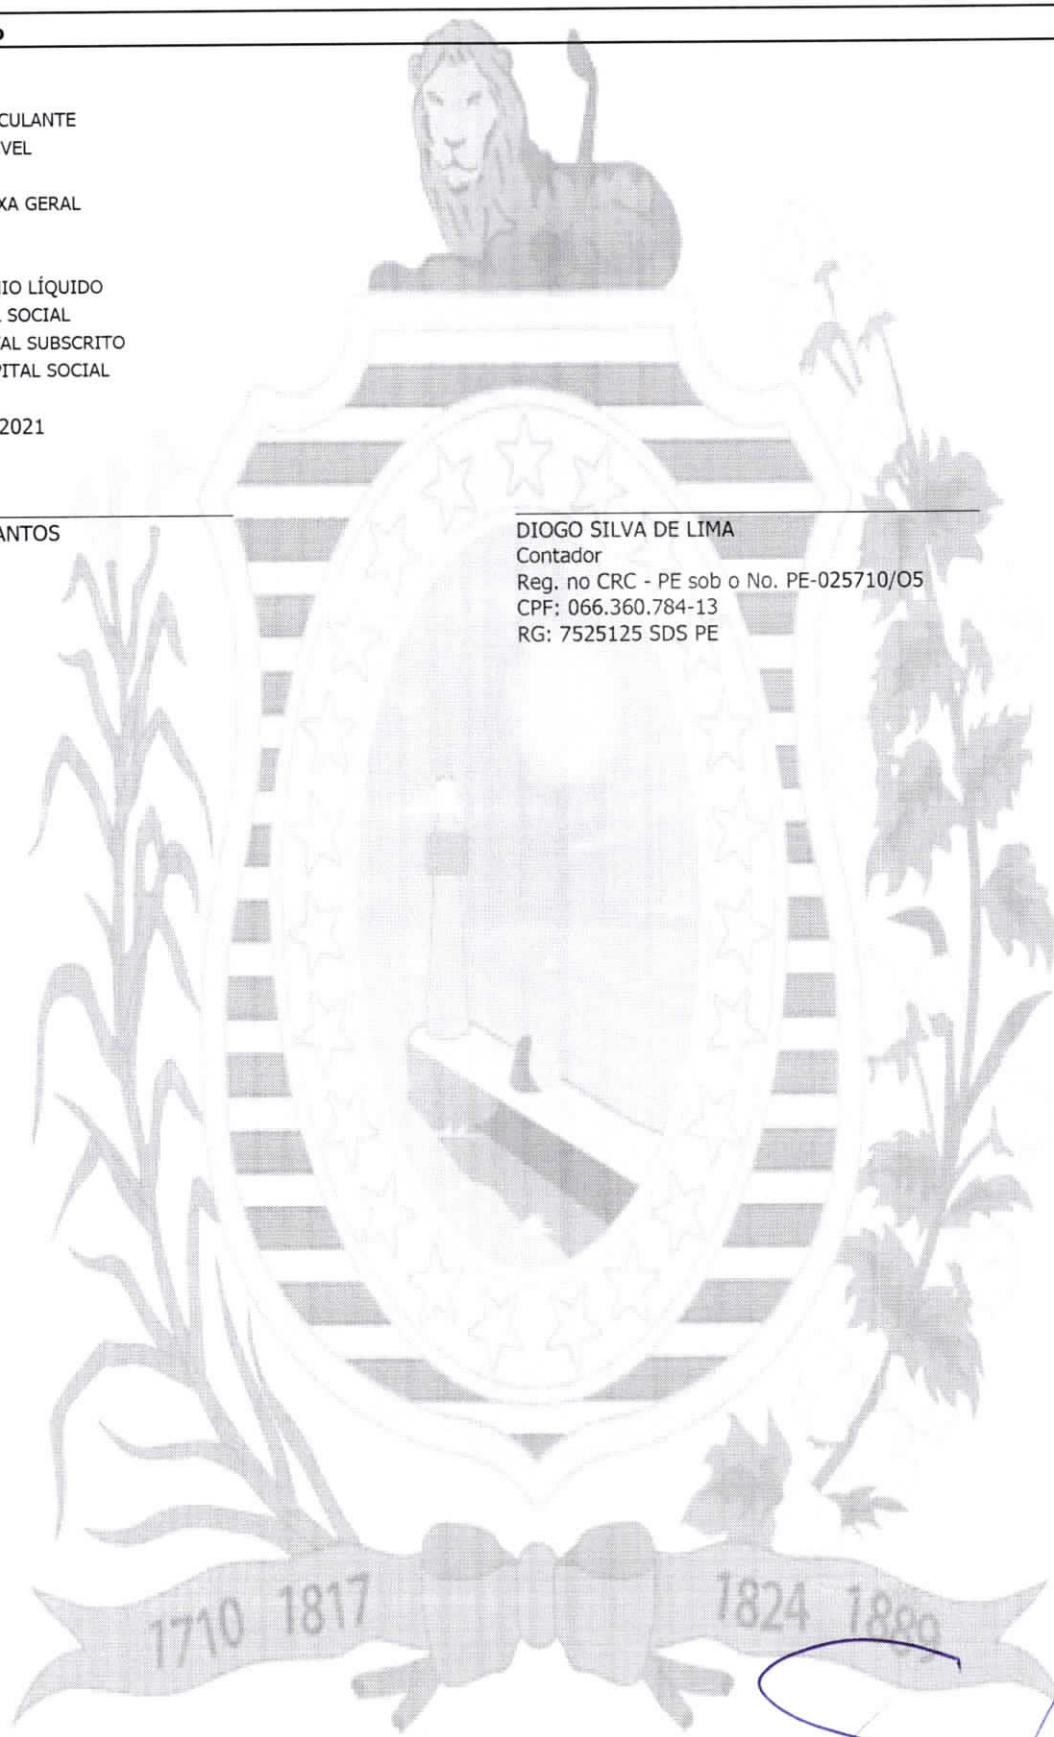 CULANTE
VEL
XA GERAL
IO LÍQUIDO
SOCIAL
AL SUBSCRITO
PITAL SOCIAL
2021
ANTOS
DIOGO SILVA DE LIMA
Contador
Reg. no CRC - PE sob o No. PE-025710/O5
CPF: 066.360.784-13
RG: 7525125 SDS PE
1710 1817 1824 1889